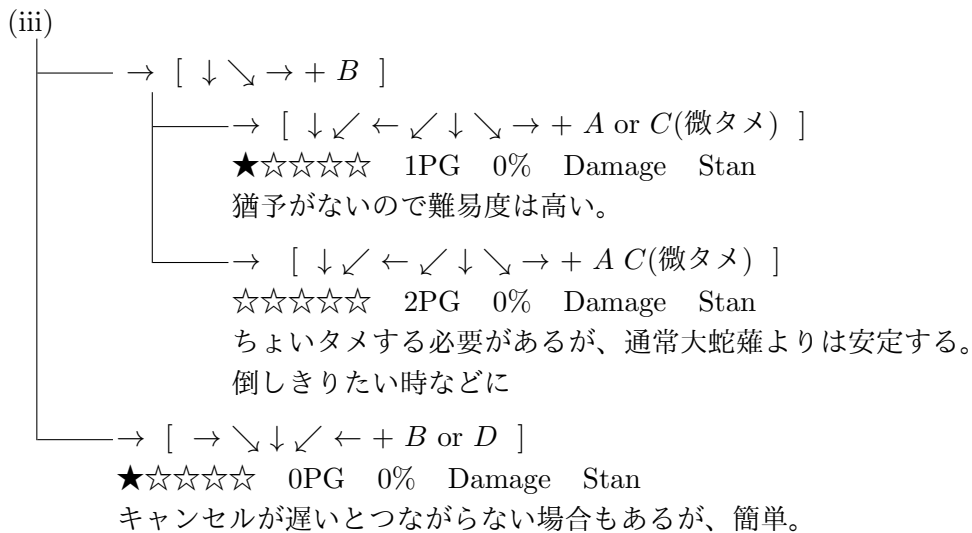 (iii)
→ [ ↓ ↘ → + B ]
→ [ ↓ ↙ ← ↙ ↓ ↘ → + A or C(微タメ) ]
★☆☆☆☆ 1PG 0% Damage Stan
猶予がないので難易度は高い。
→ [ ↓ ↙ ← ↙ ↓ ↘ → + A C(微タメ) ]
☆☆☆☆☆ 2PG 0% Damage Stan
ちょいタメする必要があるが、通常大蛇薙よりは安定する。
倒しきりたい時などに
→ [ → ↘ ↓ ↙ ← + B or D ]
★☆☆☆☆ 0PG 0% Damage Stan
キャンセルが遅いとつながらない場合もあるが、簡単。